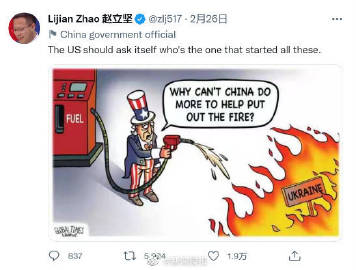 Lijian Zhao 赵立坚 @zlj517 · 2月26日
China government official
The US should ask itself who's the one that started all these.
FUEL
WHY CAN'T CHINA DO
MORE TO HELP PUT
OUT THE FIRE?
UKRAINE
GLOBAL TIMES
837 5,924 1.9万